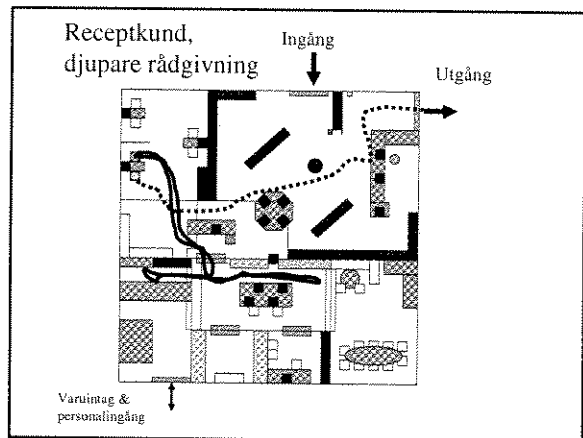 Receptkund,
djupare rådgivning
Ingång
Utgång
Varuintag &
personalingång